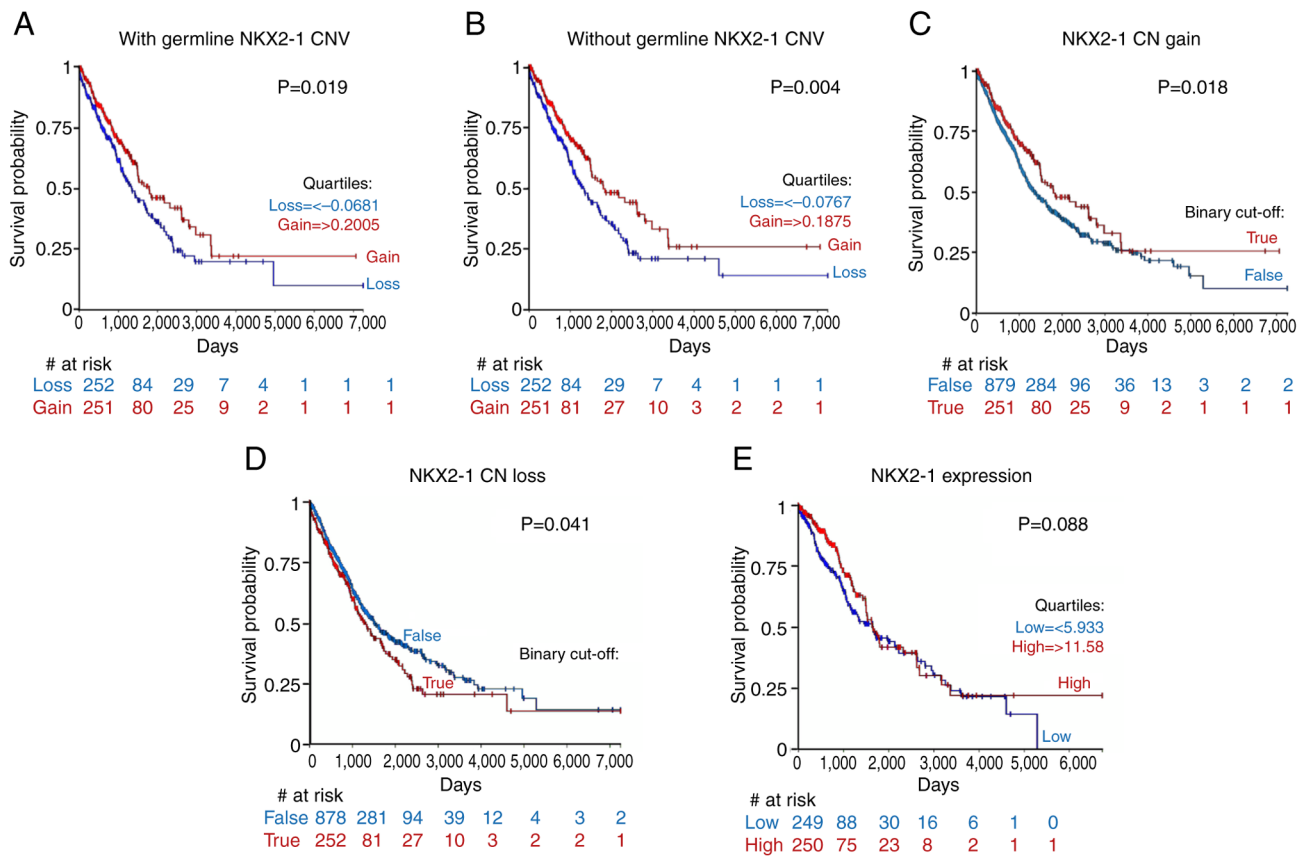 A
With germline NKX2-1 CNV
P=0.019
Survival probability
1
0.75
0.5
0.25
0
Quartiles:
Loss=<–0.0681
Gain=>0.2005
Gain
Loss
0 1,000 2,000 3,000 4,000 5,000 6,000 7,000
Days
# at risk
Loss 252 84 29 7 4 1 1 1
Gain 251 80 25 9 2 1 1 1
B
Without germline NKX2-1 CNV
P=0.004
Survival probability
1
0.75
0.5
0.25
0
Quartiles:
Loss=<–0.0767
Gain=>0.1875
Gain
Loss
0 1,000 2,000 3,000 4,000 5,000 6,000 7,000
Days
# at risk
Loss 252 84 29 7 4 1 1 1
Gain 251 81 27 10 3 2 2 1
C
NKX2-1 CN gain
P=0.018
Survival probability
1
0.75
0.5
0.25
0
Binary cut-off:
True
False
0 1,000 2,000 3,000 4,000 5,000 6,000 7,000
Days
# at risk
False 879 284 96 36 13 3 2 2
True 251 80 25 9 2 1 1 1
D
NKX2-1 CN loss
P=0.041
Survival probability
1
0.75
0.5
0.25
0
False
Binary cut-off:
True
0 1,000 2,000 3,000 4,000 5,000 6,000 7,000
Days
# at risk
False 878 281 94 39 12 4 3 2
True 252 81 27 10 3 2 2 1
E
NKX2-1 expression
P=0.088
Survival probability
1
0.75
0.5
0.25
0
Quartiles:
Low=<5.933
High=>11.58
High
Low
0 1,000 2,000 3,000 4,000 5,000 6,000
Days
# at risk
Low 249 88 30 16 6 1 0
High 250 75 23 8 2 1 1